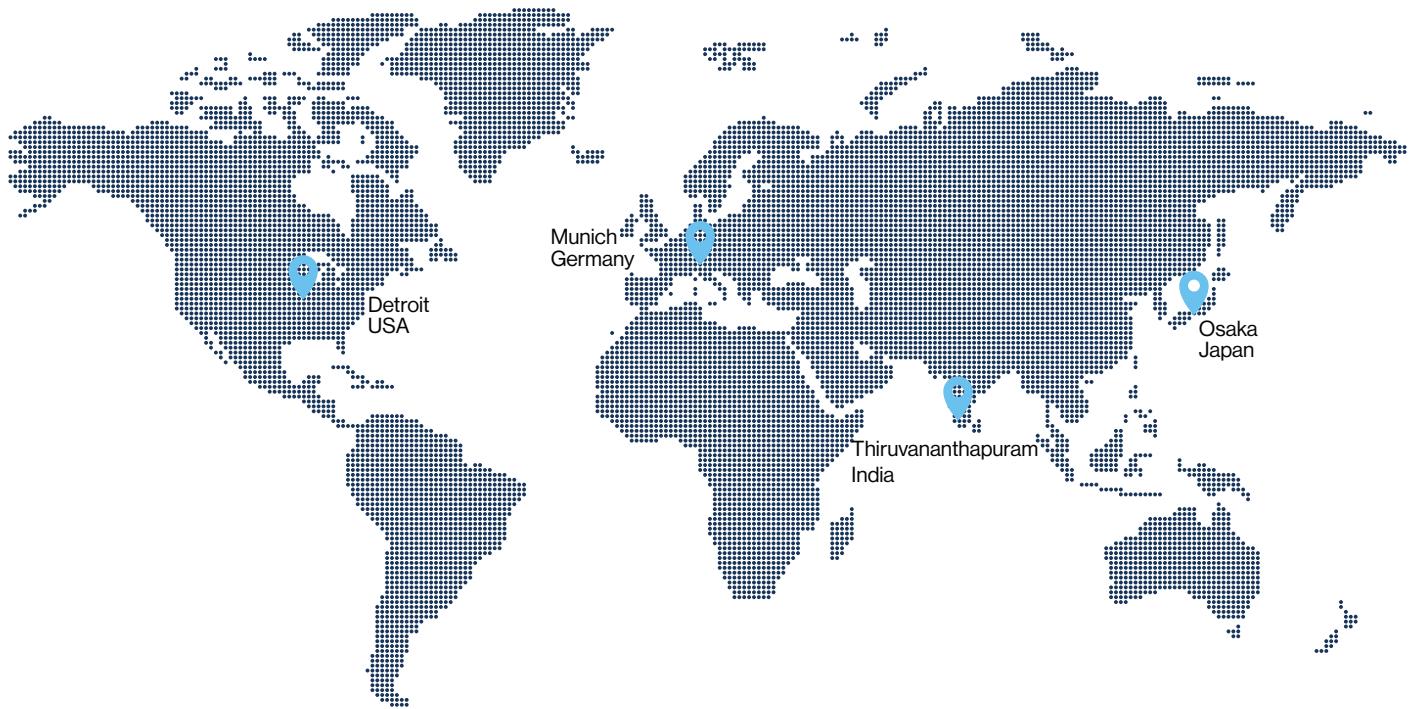 Munich
Germany
Detroit
USA
Osaka
Japan
Thiruvananthapuram
India